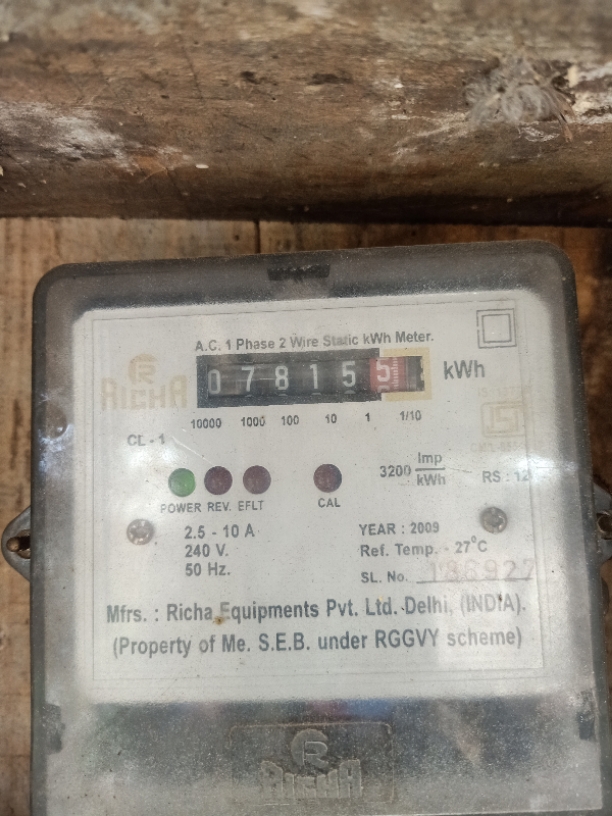 A.C. 1 Phase 2 Wire Static kWh Meter.
RICHA
0 7 8 1 5 5 kWh
10000 1000 100 10 1 1/10
CL - 1
3200 Imp/kWh
RS : 12
POWER REV. EFLT CAL
2.5 - 10 A
240 V.
50 Hz.
YEAR : 2009
Ref. Temp. - 27°C
SL. No. 186927
Mfrs. : Richa Equipments Pvt. Ltd. Delhi, (INDIA).
(Property of Me. S.E.B. under RGGVY scheme)
RICHA